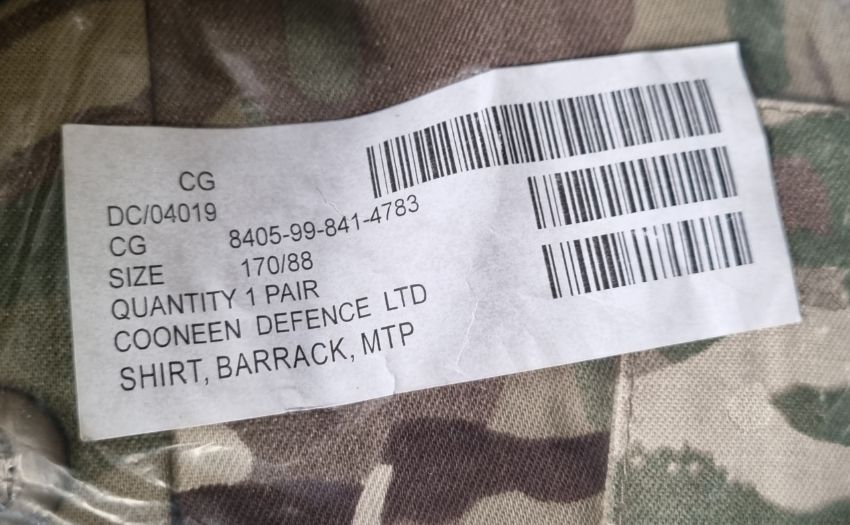 CG
DC/04019
CG 8405-99-841-4783
SIZE 170/88
QUANTITY 1 PAIR
COONEEN DEFENCE LTD
SHIRT, BARRACK, MTP